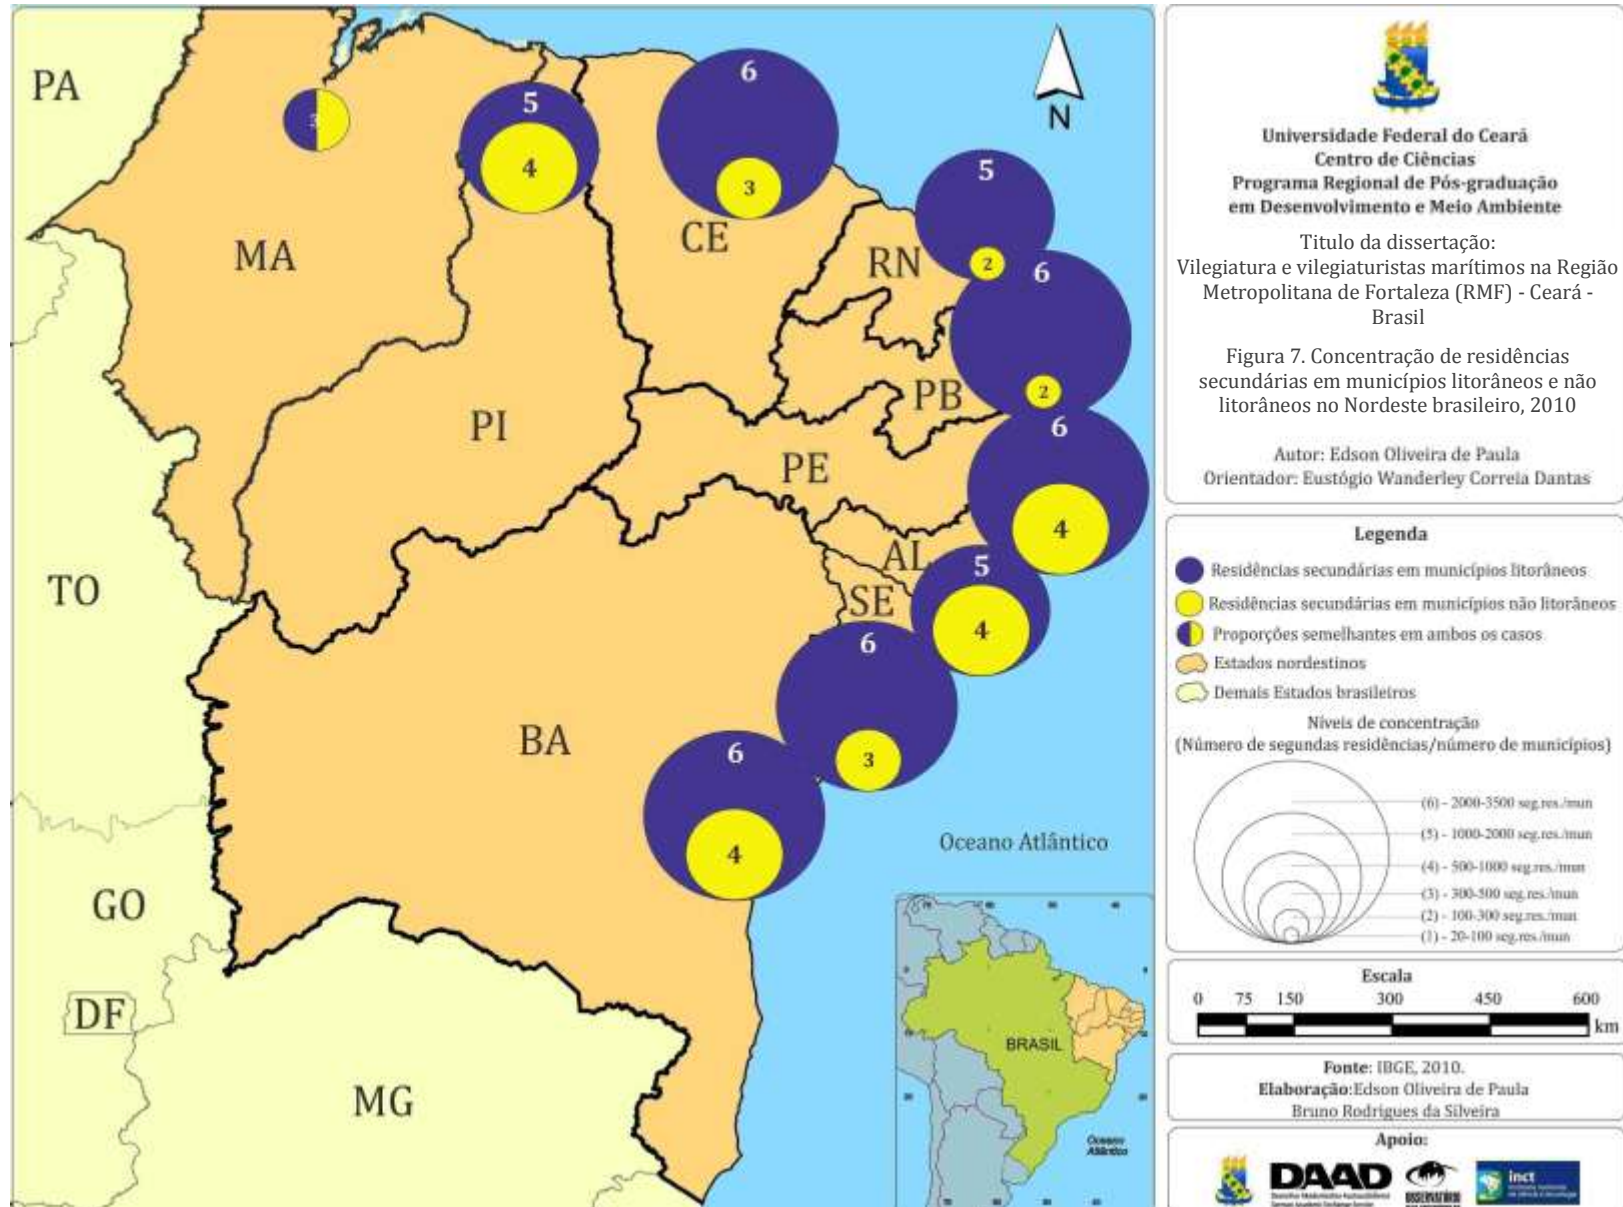 PA
MA
PI
CE
RN
PB
PE
AL
SE
BA
TO
GO
DF
MG
3
5
4
6
3
5
2
6
2
6
4
5
4
6
3
6
4
N
Oceano Atlântico
BRASIL
Oceano
Atlântico
Universidade Federal do Ceará
Centro de Ciências
Programa Regional de Pós-graduação
em Desenvolvimento e Meio Ambiente
Titulo da dissertação:
Vilegiatura e vilegiaturistas marítimos na Região
Metropolitana de Fortaleza (RMF) - Ceará -
Brasil
Figura 7. Concentração de residências
secundárias em municípios litorâneos e não
litorâneos no Nordeste brasileiro, 2010
Autor: Edson Oliveira de Paula
Orientador: Eustógio Wanderley Correia Dantas
Legenda
Residências secundárias em municípios litorâneos
Residências secundárias em municípios não litorâneos
Proporções semelhantes em ambos os casos
Estados nordestinos
Demais Estados brasileiros
Níveis de concentração
(Número de segundas residências/número de municípios)
(6) - 2000-3500 seg.res./mun
(5) - 1000-2000 seg.res./mun
(4) - 500-1000 seg.res./mun
(3) - 300-500 seg.res./mun
(2) - 100-300 seg.res./mun
(1) - 20-100 seg.res./mun
Escala
0 75 150 300 450 600
km
Fonte: IBGE, 2010.
Elaboração:Edson Oliveira de Paula
Bruno Rodrigues da Silveira
Apoio:
DAAD
inct